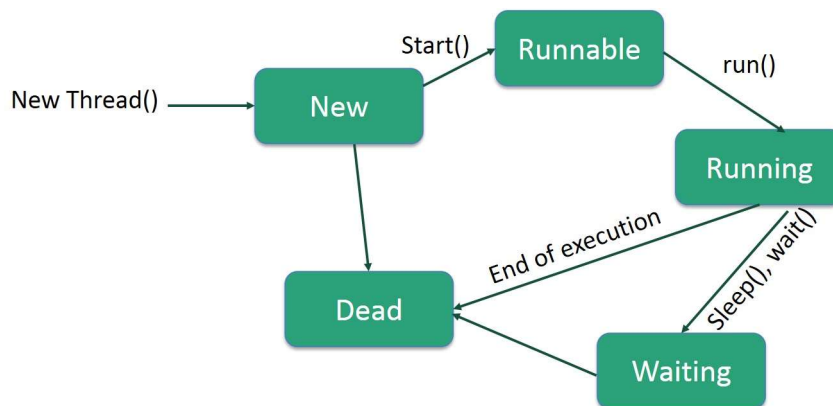 Start()
Runnable
run()
New Thread()
New
Running
End of execution
Sleep(), wait()
Dead
Waiting